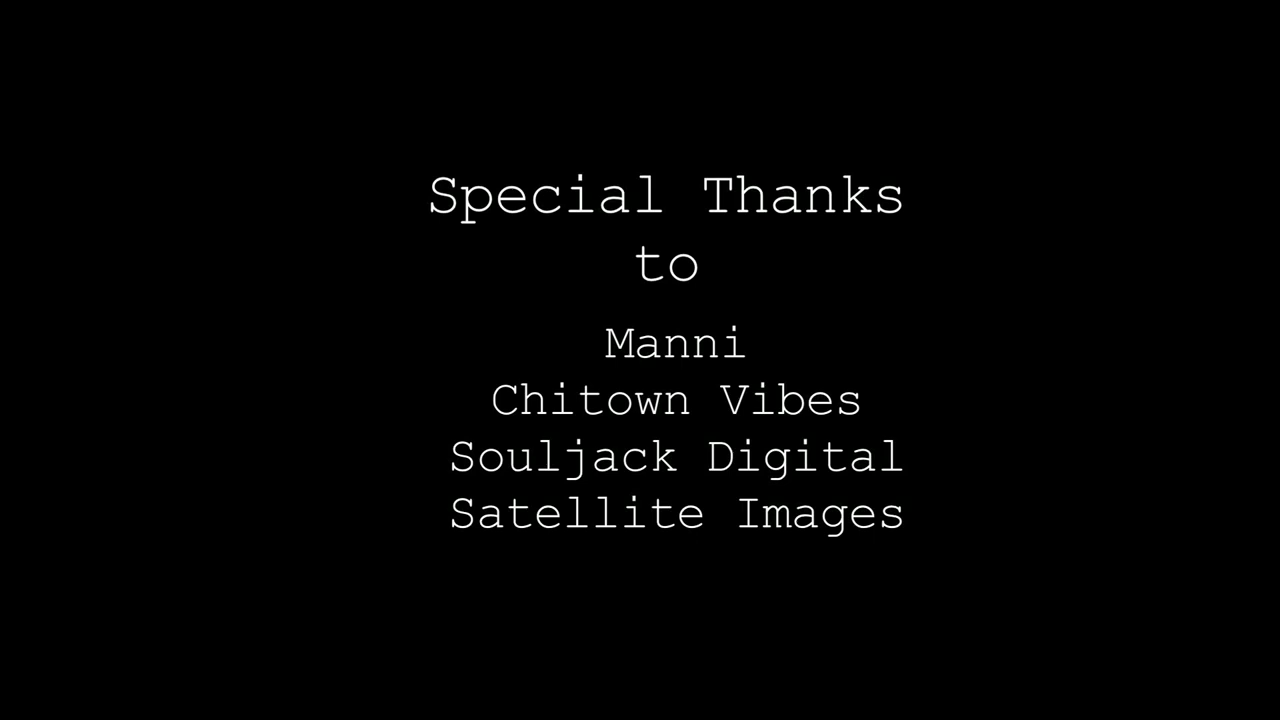 Special Thanks
to
Manni
Chitown Vibes
Souljack Digital
Satellite Images